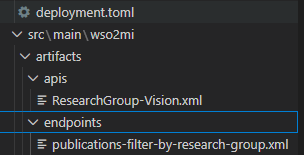 deployment.toml
src\main\wso2mi
artifacts
apis
ResearchGroup-Vision.xml
endpoints
publications-filter-by-research-group.xml